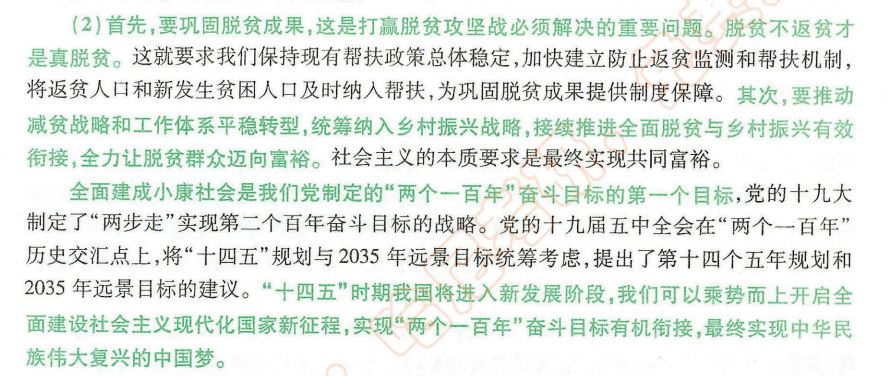 (2)首先,要巩固脱贫成果,这是打赢脱贫攻坚战必须解决的重要问题。脱贫不返贫才
是真脱贫。这就要求我们保持现有帮扶政策总体稳定,加快建立防止返贫监测和帮扶机制,
将返贫人口和新发生贫困人口及时纳入帮扶,为巩固脱贫成果提供制度保障。其次,要推动
减贫战略和工作体系平稳转型,统筹纳入乡村振兴战略,接续推进全面脱贫与乡村振兴有效
衔接,全力让脱贫群众迈向富裕。社会主义的本质要求是最终实现共同富裕。
全面建成小康社会是我们党制定的“两个一百年”奋斗目标的第一个目标,党的十九大
制定了“两步走”实现第二个百年奋斗目标的战略。党的十九届五中全会在“两个一百年”
历史交汇点上,将“十四五”规划与 2035 年远景目标统筹考虑,提出了第十四个五年规划和
2035 年远景目标的建议。“十四五”时期我国将进入新发展阶段,我们可以乘势而上开启全
面建设社会主义现代化国家新征程,实现“两个一百年”奋斗目标有机衔接,最终实现中华民
族伟大复兴的中国梦。